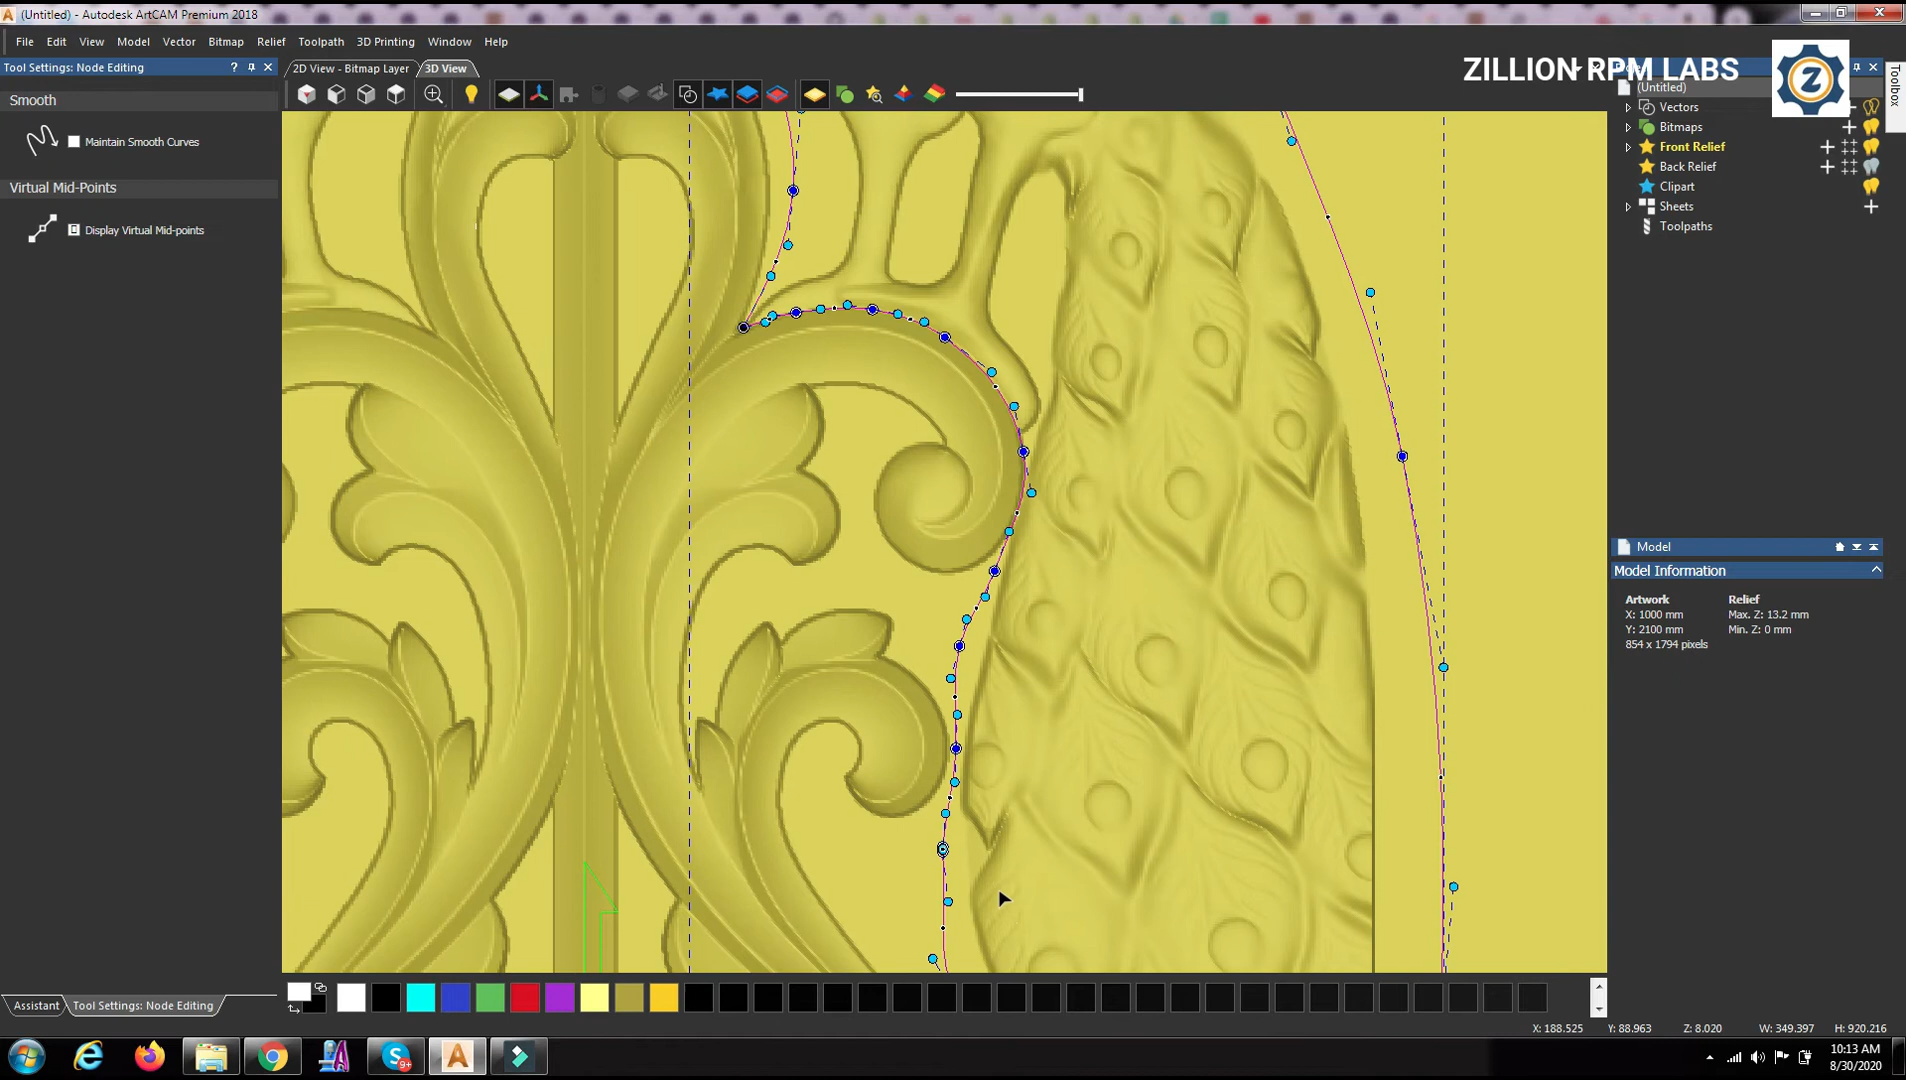 (Untitled) - Autodesk ArtCAM Premium 2018
File Edit View Model Vector Bitmap Relief Toolpath 3D Printing Window Help
Tool Settings: Node Editing ?
2D View - Bitmap Layer 3D View
ZILLION RPM LABS
Z
Toolbox
Smooth
Maintain Smooth Curves
Virtual Mid-Points
Display Virtual Mid-points
(Untitled)
Vectors
Bitmaps
Front Relief
Back Relief
Clipart
Sheets
Toolpaths
Model
Model Information
Artwork Relief
X: 1000 mm Max. Z: 13.2 mm
Y: 2100 mm Min. Z: 0 mm
854 x 1794 pixels
Assistant Tool Settings: Node Editing
X: 188.525 Y: 88.963 Z: 8.020 W: 349.397 H: 920.216
9+
10:13 AM
8/30/2020